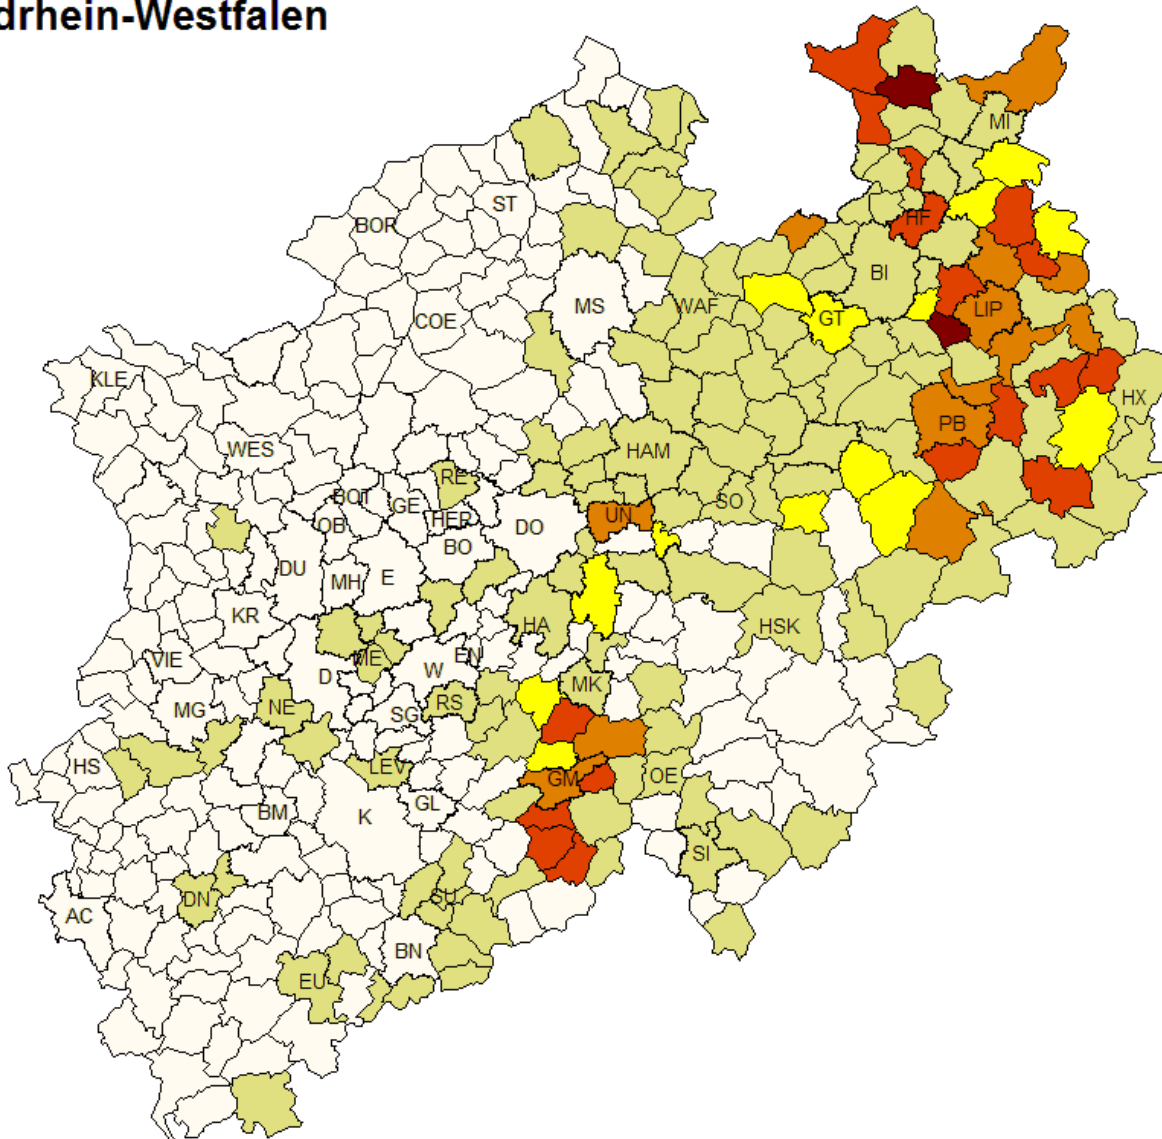 drhein-Westfalen
MI
ST
BOR
HF
BI
MS
WAF
LIP
COE
GT
KLE
HX
PB
WES
HAM
RE
BOT
GE
SO
OB
HER
UN
DO
BO
DU
MH
E
KR
HA
HSK
VIE
ME
EN
W
D
MK
MG
NE
SG
RS
HS
LEV
OE
GM
BM
K
GL
SI
DN
SU
AC
BN
EU